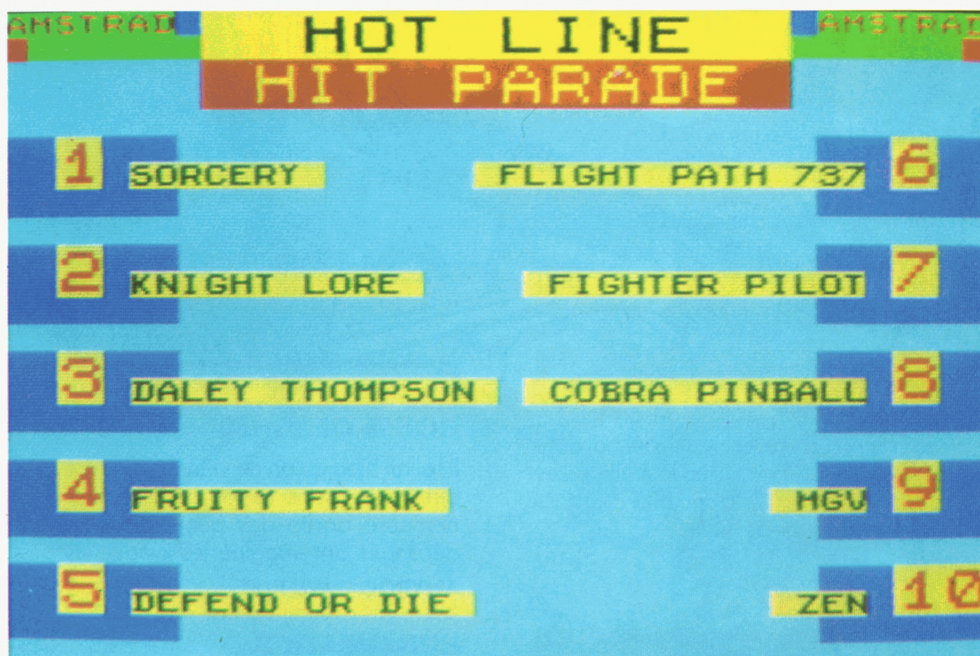 AMSTRAD HOT LINE AMSTRAD
HIT PARADE
1 SORCERY
2 KNIGHT LORE
3 DALEY THOMPSON
4 FRUITY FRANK
5 DEFEND OR DIE
FLIGHT PATH 737 6
FIGHTER PILOT 7
COBRA PINBALL 8
MGV 9
ZEN 10